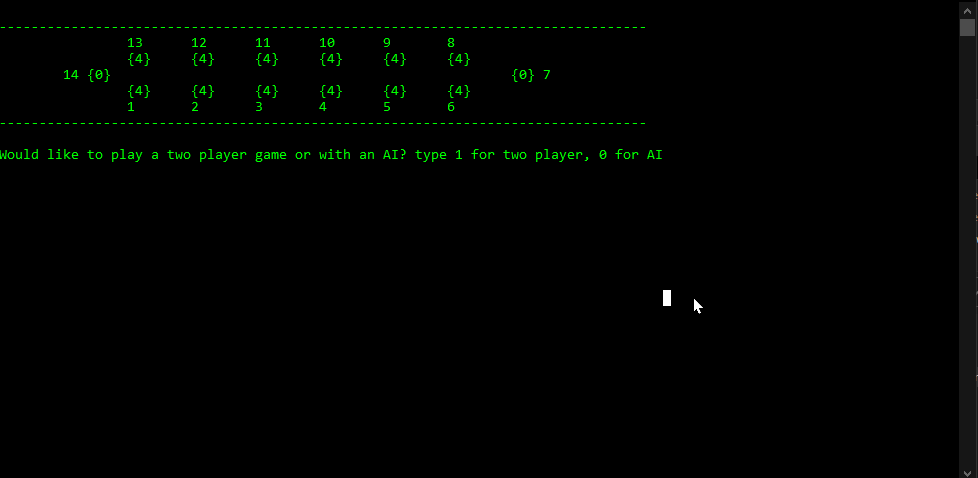 --------------------------------------------------------------------------------
13 12 11 10 9 8
{4} {4} {4} {4} {4} {4}
14 {0} {0} 7
{4} {4} {4} {4} {4} {4}
1 2 3 4 5 6
--------------------------------------------------------------------------------
Would like to play a two player game or with an AI? type 1 for two player, 0 for AI